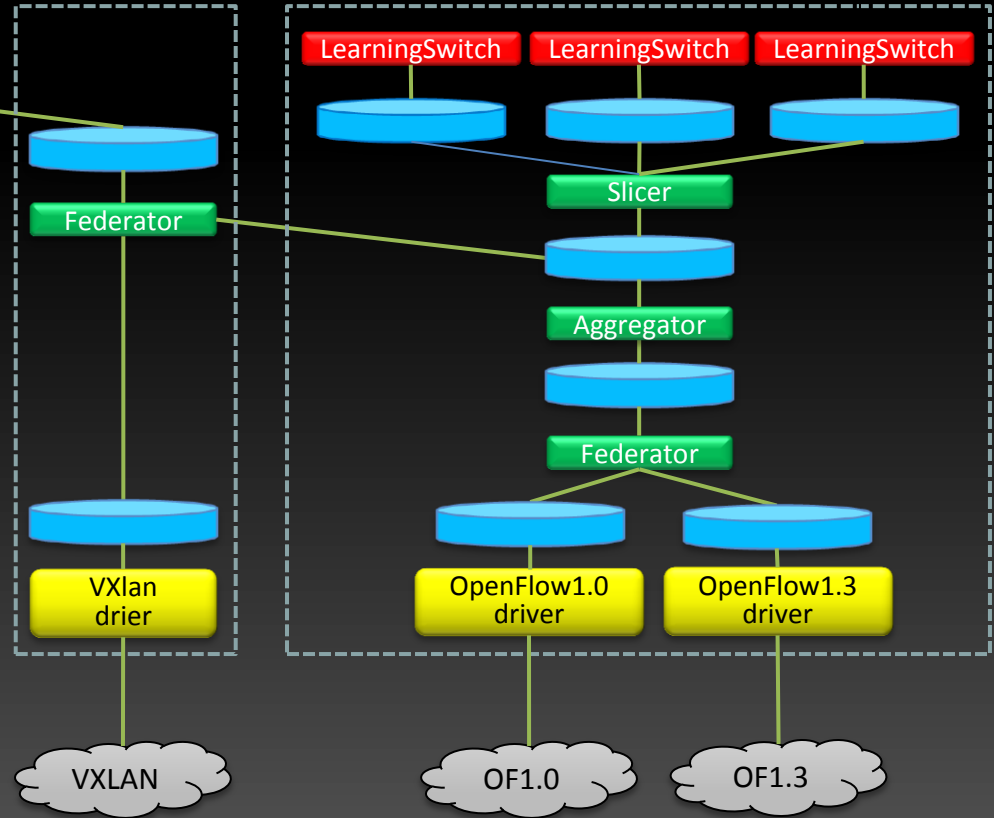 LearningSwitch
LearningSwitch
LearningSwitch
Slicer
Federator
Aggregator
Federator
VXlan
drier
OpenFlow1.0
driver
OpenFlow1.3
driver
VXLAN
OF1.0
OF1.3